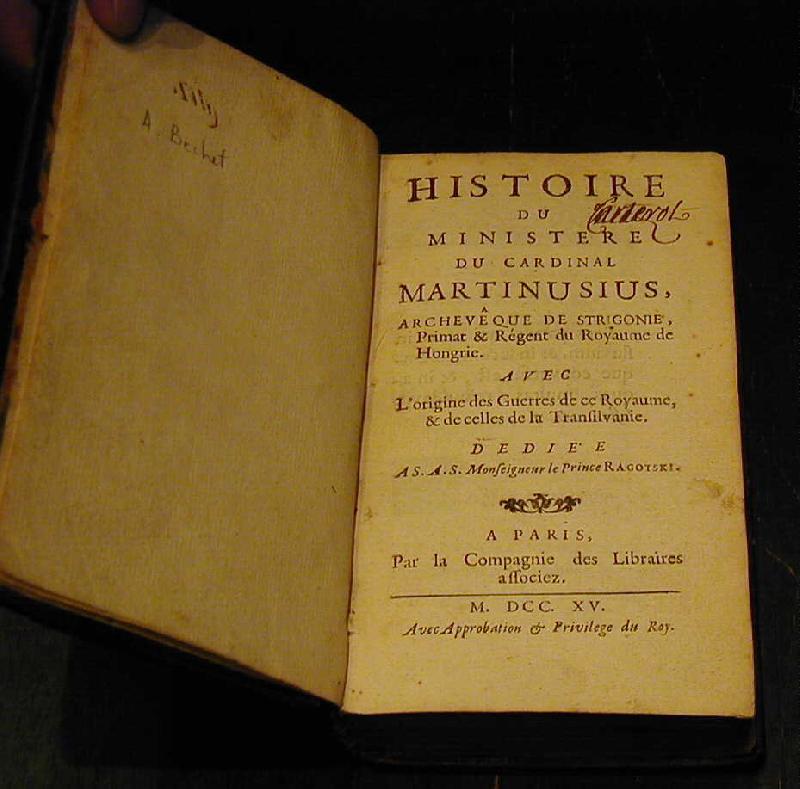 A. Bechet
HISTOIRE
DU
MINISTERE
DU CARDINAL
MARTINUSIUS,
ARCHEVÊQUE DE STRIGONIE,
Primat & Régent du Royaume de
Hongrie.
AVEC
L'origine des Guerres de ce Royaume,
& de celles de la Tranſilvanie.
DEDIÉE
A S. A. S. Monſeigneur le Prince RAGOTSKI.
A PARIS,
Par la Compagnie des Libraires
aſſociez.
M. DCC. XV.
Avec Approbation & Privilege du Roy.